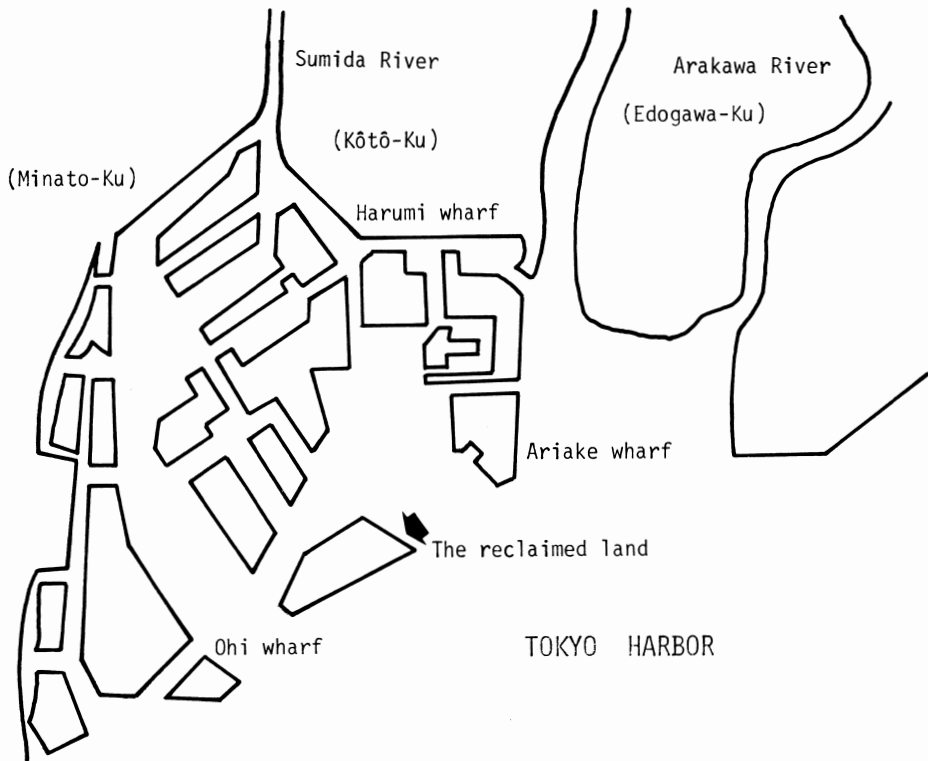 Sumida River
Arakawa River
(Edogawa-Ku)
(Kôtô-Ku)
(Minato-Ku)
Harumi wharf
Ariake wharf
The reclaimed land
Ohi wharf
TOKYO HARBOR